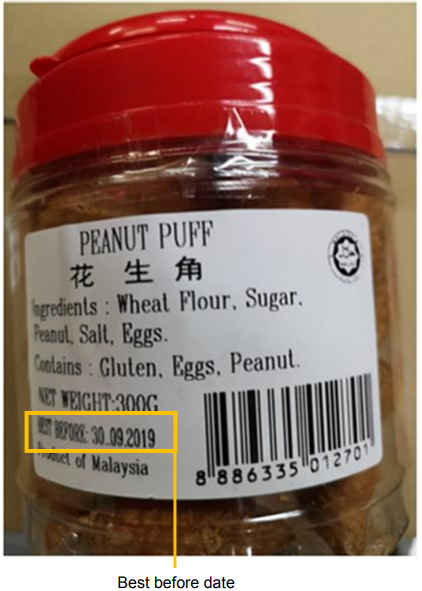 PEANUT PUFF
花生角
Ingredients : Wheat Flour, Sugar,
Peanut, Salt, Eggs.
Contains : Gluten, Eggs, Peanut.
NET WEIGHT:300G
BEST BEFORE: 30.09.2019
Product of Malaysia
8 886335 012701
Best before date